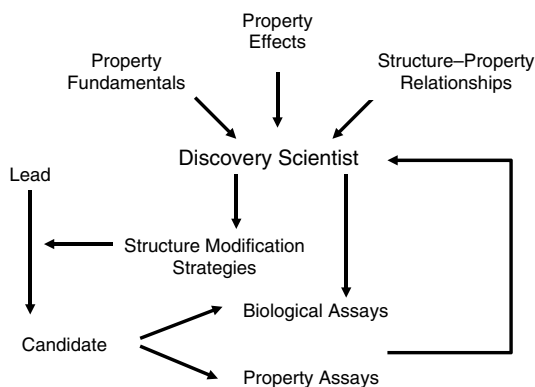 Property
Effects
Property
Fundamentals
Structure–Property
Relationships
Discovery Scientist
Lead
Structure Modification
Strategies
Biological Assays
Candidate
Property Assays